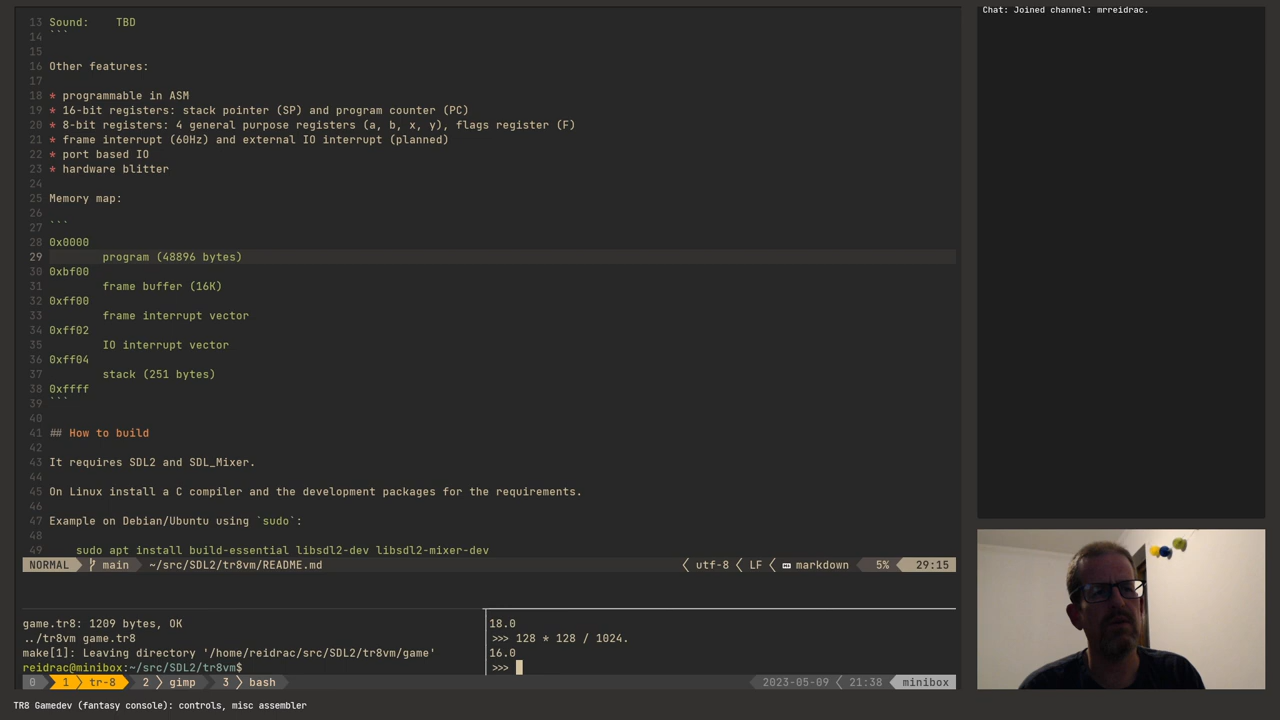 13 Sound:    TBD
14 ```
15
16 Other features:
17
18 * programmable in ASM
19 * 16-bit registers: stack pointer (SP) and program counter (PC)
20 * 8-bit registers: 4 general purpose registers (a, b, x, y), flags register (F)
21 * frame interrupt (60Hz) and external IO interrupt (planned)
22 * port based IO
23 * hardware blitter
24
25 Memory map:
26
27 ```
28 0x0000
29         program (48896 bytes)
30 0xbf00
31         frame buffer (16K)
32 0xff00
33         frame interrupt vector
34 0xff02
35         IO interrupt vector
36 0xff04
37         stack (251 bytes)
38 0xffff
39 ```
40
41 ## How to build
42
43 It requires SDL2 and SDL_Mixer.
44
45 On Linux install a C compiler and the development packages for the requirements.
46
47 Example on Debian/Ubuntu using `sudo`:
48
49     sudo apt install build-essential libsdl2-dev libsdl2-mixer-dev
NORMAL main ~/src/SDL2/tr8vm/README.md utf-8 LF markdown 5% 29:15
game.tr8: 1209 bytes, OK
../tr8vm game.tr8
make[1]: Leaving directory '/home/reidrac/src/SDL2/tr8vm/game'
reidrac@minibox:~/src/SDL2/tr8vm$
18.0
>>> 128 * 128 / 1024.
16.0
>>>
0 1 tr-8 2 gimp 3 bash 2023-05-09 21:38 minibox
TR8 Gamedev (fantasy console): controls, misc assembler
Chat: Joined channel: mrreidrac.